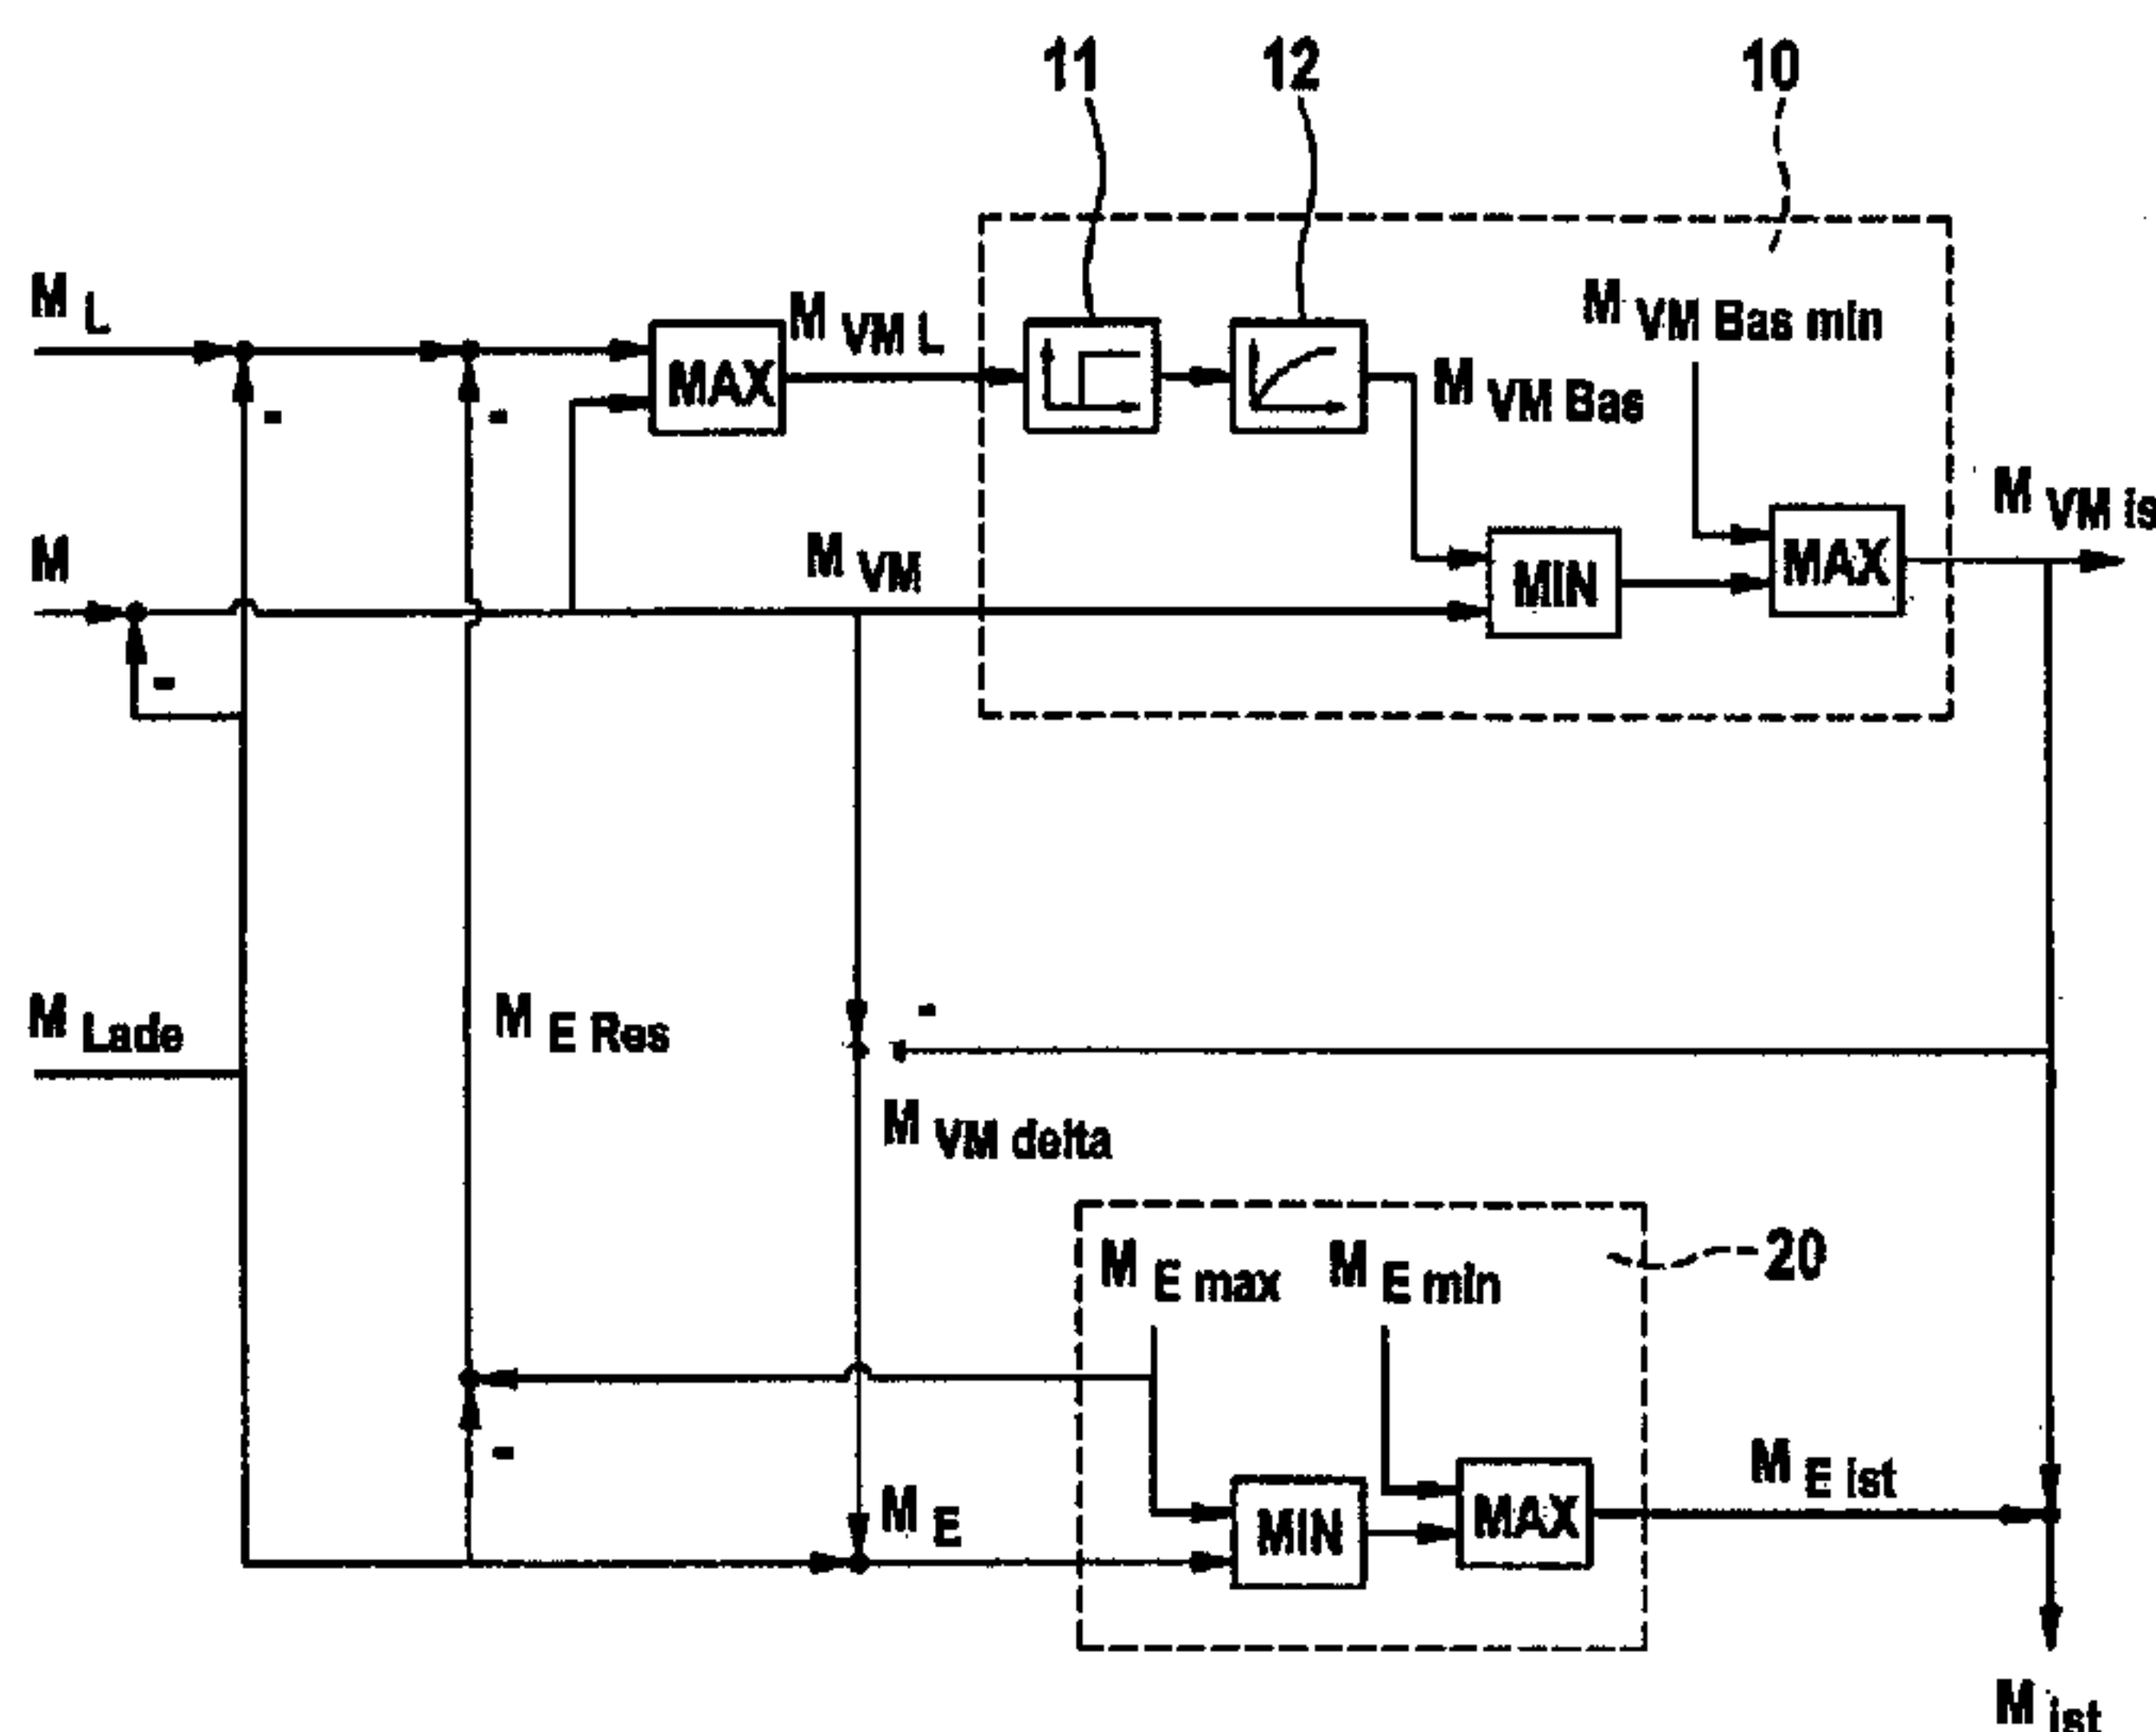 11
12
10
M L
MAX
M VM L
M VM Bas min
M VM Bas
M VM is
M
M VM
MIN
MAX
-
-
-
M Lade
M E Res
-
M VM delta
M E max
M E min
20
-
M E
MIN
MAX
M E ist
M ist